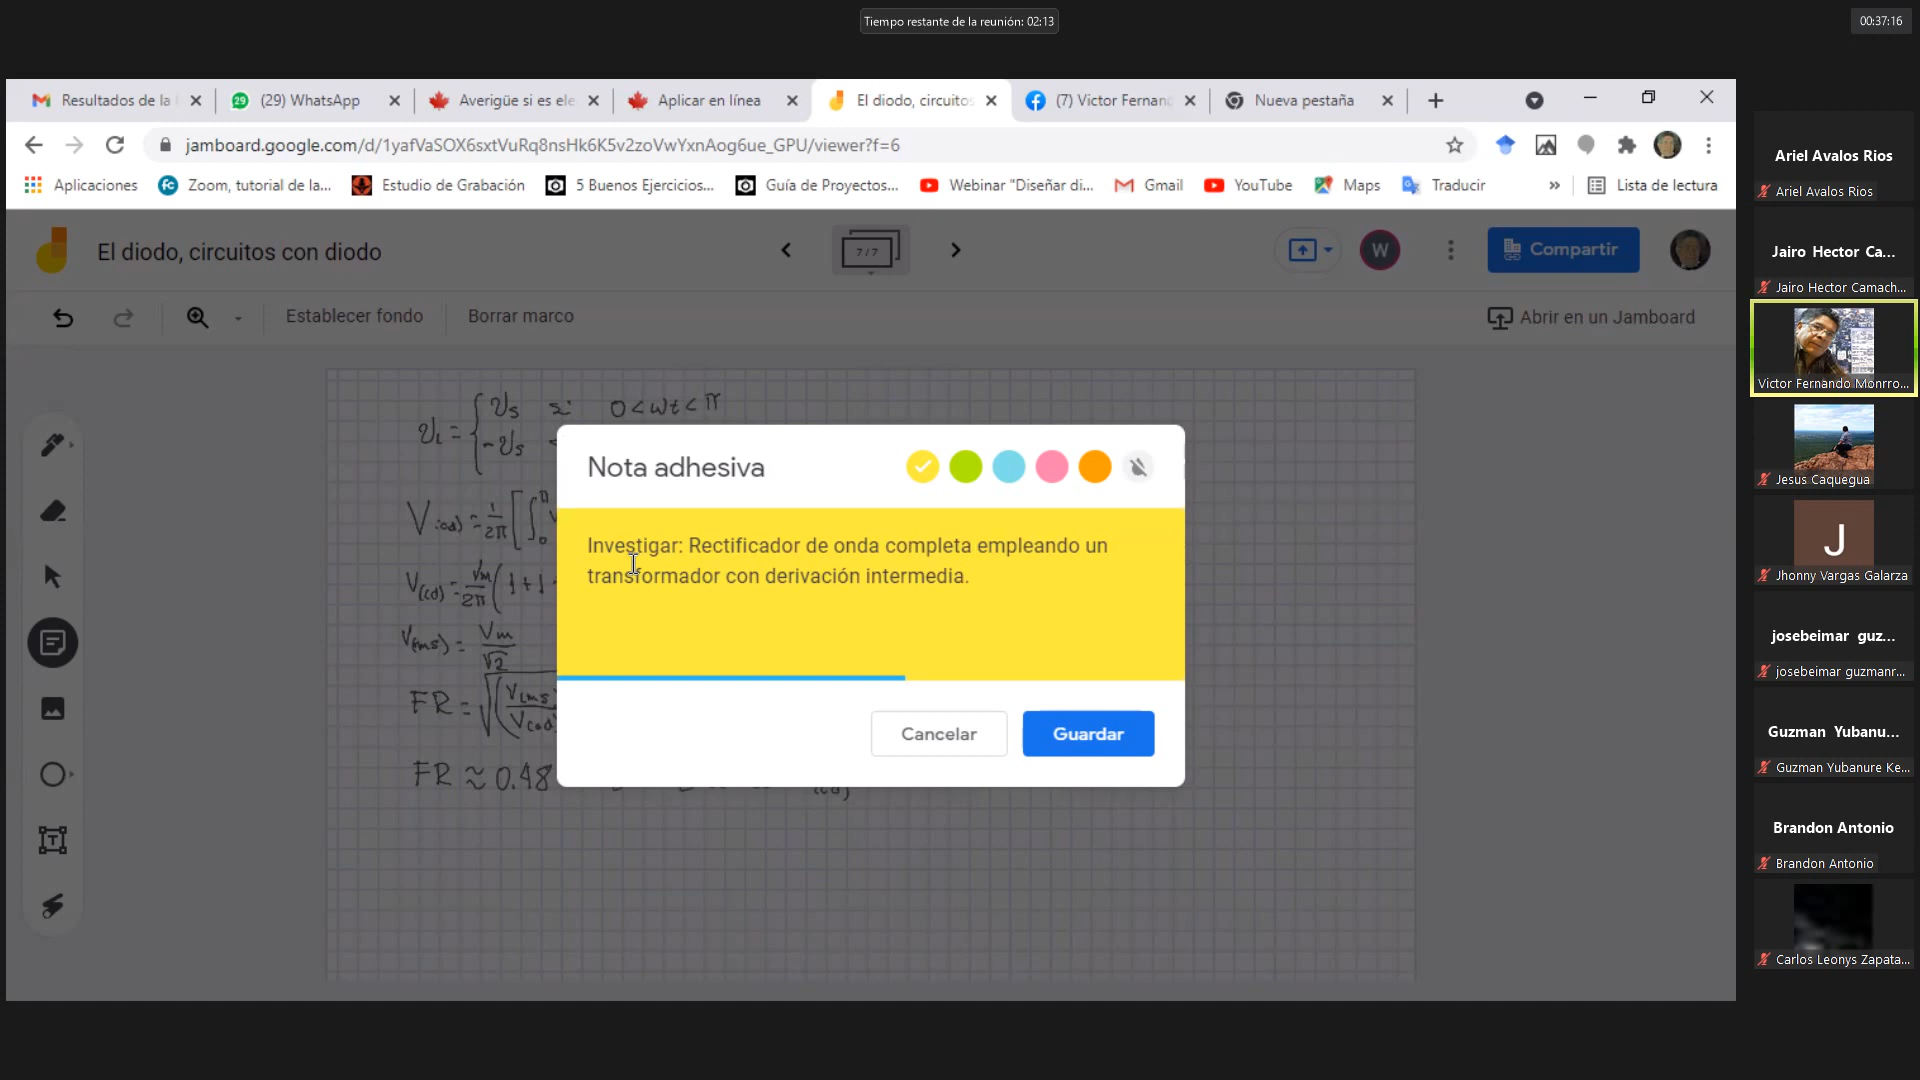 Tiempo restante de la reunión: 02:13
00:37:16
Resultados de la
(29) WhatsApp
Averigüe si es ele
Aplicar en línea
El diodo, circuitos
(7) Victor Fernand
Nueva pestaña
jamboard.google.com/d/1yafVaSOX6sxtVuRq8nsHk6K5v2zoVwYxnAog6ue_GPU/viewer?f=6
Aplicaciones
Zoom, tutorial de la...
Estudio de Grabación
5 Buenos Ejercicios...
Guía de Proyectos...
Webinar "Diseñar di...
Gmail
YouTube
Maps
Traducir
»
Lista de lectura
El diodo, circuitos con diodo
7 / 7
W
Compartir
Establecer fondo
Borrar marco
Abrir en un Jamboard
Nota adhesiva
Investigar: Rectificador de onda completa empleando un
transformador con derivación intermedia.
Cancelar
Guardar
FR ≈ 0.48
Ariel Avalos Rios
Ariel Avalos Rios
Jairo Hector Ca...
Jairo Hector Camach...
Victor Fernando Monrro...
Jesus Caquegua
J
Jhonny Vargas Galarza
josebeimar guz...
josebeimar guzmanr...
Guzman Yubanu...
Guzman Yubanure Ke...
Brandon Antonio
Brandon Antonio
Carlos Leonys Zapata...